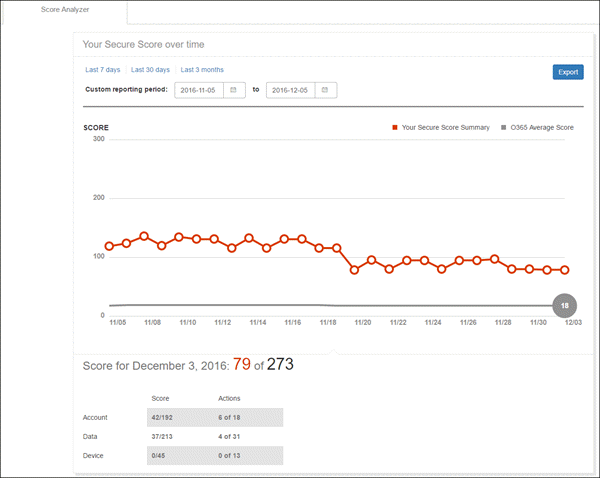 Score Analyzer
Your Secure Score over time
Last 7 days Last 30 days Last 3 months
Export
Custom reporting period: 2016-11-05 to 2016-12-05
SCORE
Your Secure Score Summary O365 Average Score
300
200
100
0
18
11/05 11/08 11/10 11/12 11/14 11/16 11/18 11/20 11/22 11/24 11/26 11/28 11/30 12/03
Score for December 3, 2016: 79 of 273
Score Actions
Account 42/192 6 of 18
Data 37/213 4 of 31
Device 0/45 0 of 13